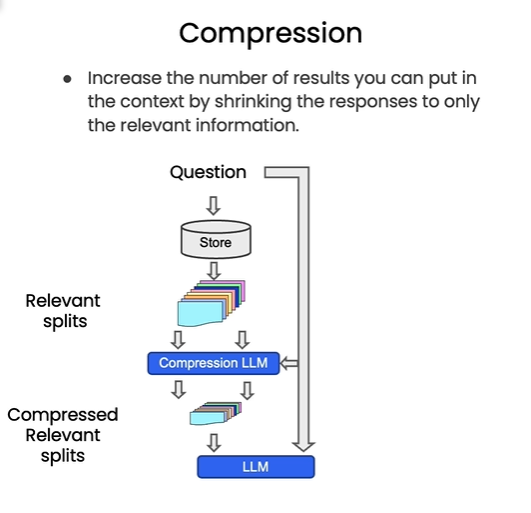 Compression
● Increase the number of results you can put in
the context by shrinking the responses to only
the relevant information.
Question
Store
Relevant
splits
Compression LLM
Compressed
Relevant
splits
LLM